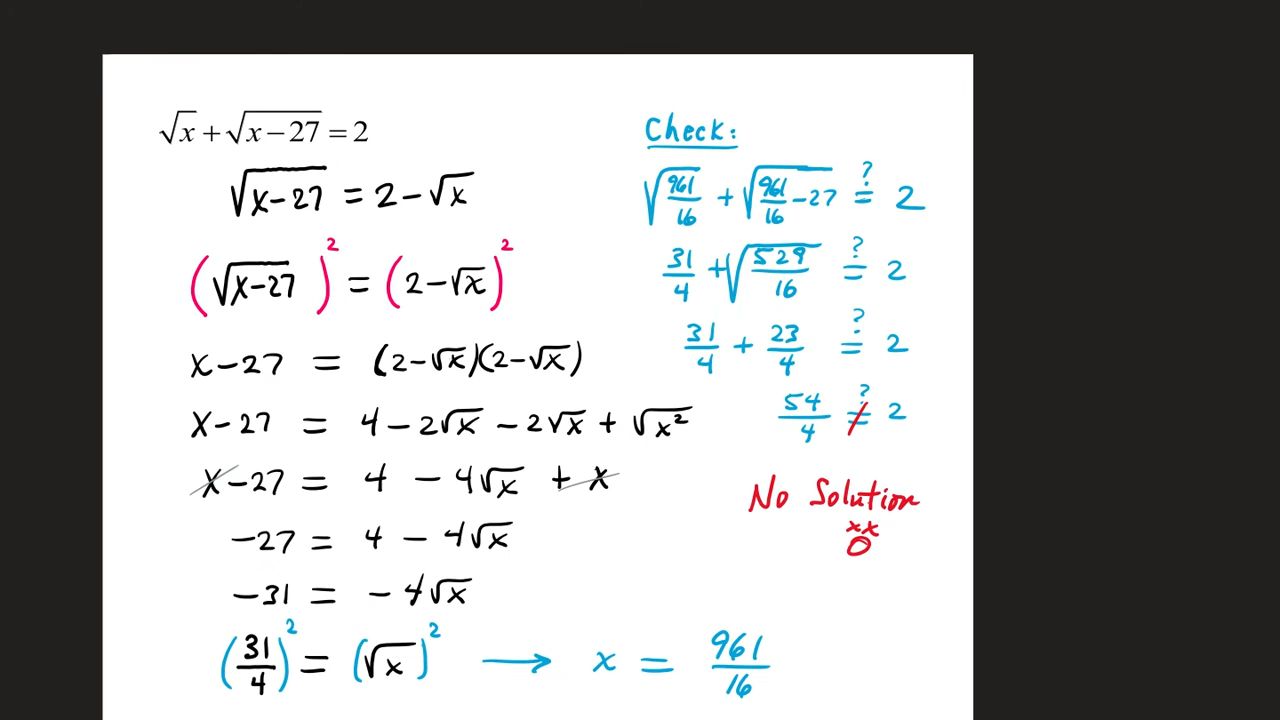 √x + √(x − 27) = 2
√(x − 27) = 2 − √x
(√(x − 27))² = (2 − √x)²
x − 27 = (2 − √x)(2 − √x)
x − 27 = 4 − 2√x − 2√x + √x²
x − 27 = 4 − 4√x + x
−27 = 4 − 4√x
−31 = −4√x
(31/4)² = (√x)² → x = 961/16
Check:
√(961/16) + √(961/16 − 27) ≟ 2
31/4 + √(529/16) ≟ 2
31/4 + 23/4 ≟ 2
54/4 ≠ ? 2
No Solution